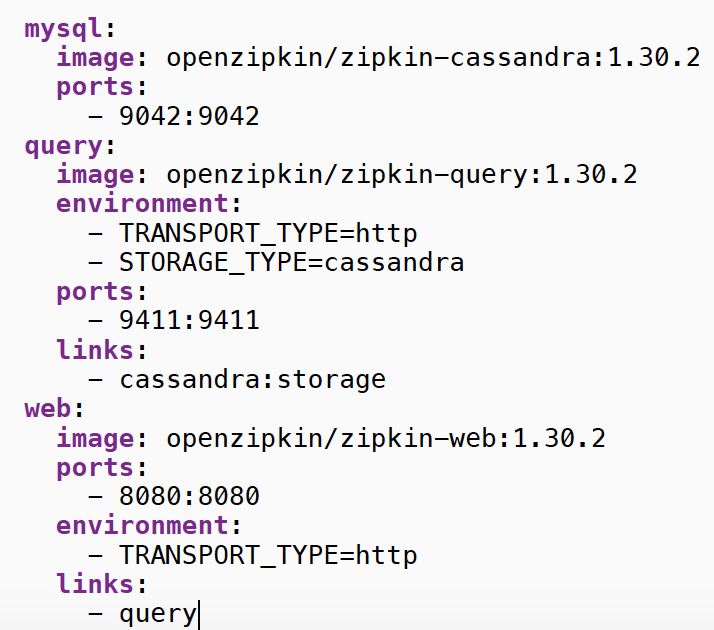 mysql:
  image: openzipkin/zipkin-cassandra:1.30.2
  ports:
    - 9042:9042
query:
  image: openzipkin/zipkin-query:1.30.2
  environment:
    - TRANSPORT_TYPE=http
    - STORAGE_TYPE=cassandra
  ports:
    - 9411:9411
  links:
    - cassandra:storage
web:
  image: openzipkin/zipkin-web:1.30.2
  ports:
    - 8080:8080
  environment:
    - TRANSPORT_TYPE=http
  links:
    - query